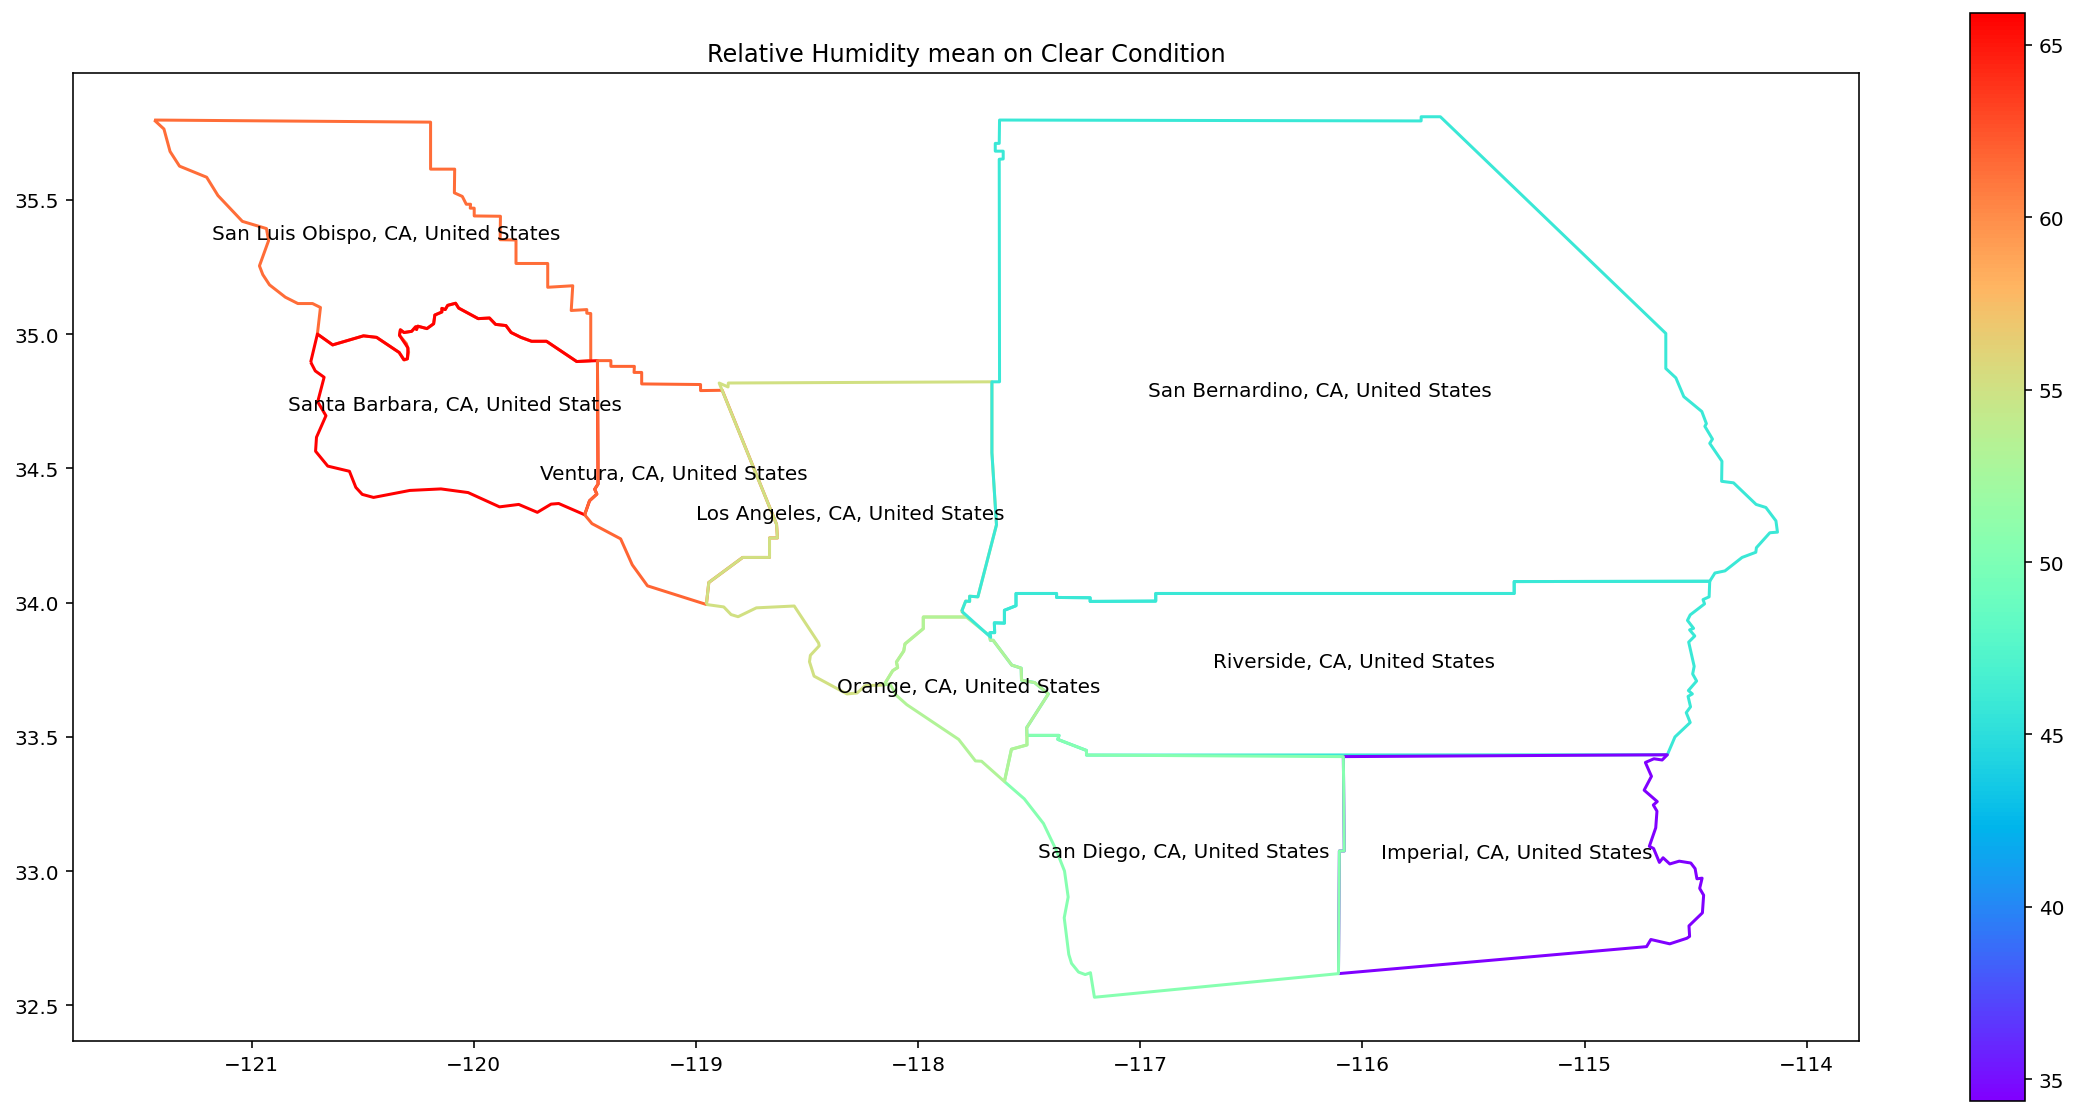 Relative Humidity mean on Clear Condition
65
60
55
50
45
40
35
35.5
35.0
34.5
34.0
33.5
33.0
32.5
San Luis Obispo, CA, United States
San Bernardino, CA, United States
Santa Barbara, CA, United States
Ventura, CA, United States
Los Angeles, CA, United States
Riverside, CA, United States
Orange, CA, United States
San Diego, CA, United States
Imperial, CA, United States
−121
−120
−119
−118
−117
−116
−115
−114